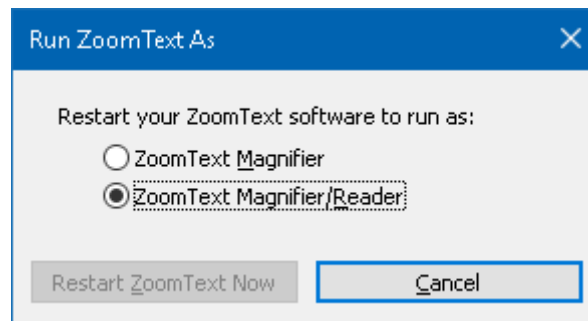 Run ZoomText As
Restart your ZoomText software to run as:
ZoomText Magnifier
ZoomText Magnifier/Reader
Restart ZoomText Now
Cancel